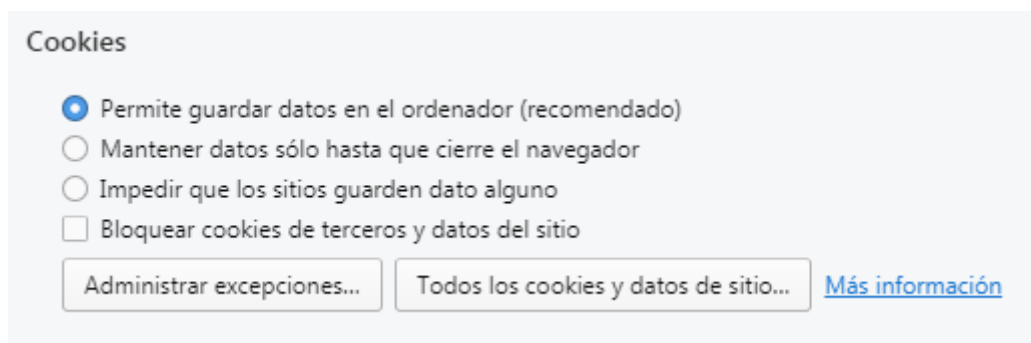 Cookies
Permite guardar datos en el ordenador (recomendado)
Mantener datos sólo hasta que cierre el navegador
Impedir que los sitios guarden dato alguno
Bloquear cookies de terceros y datos del sitio
Administrar excepciones... Todos los cookies y datos de sitio... Más información